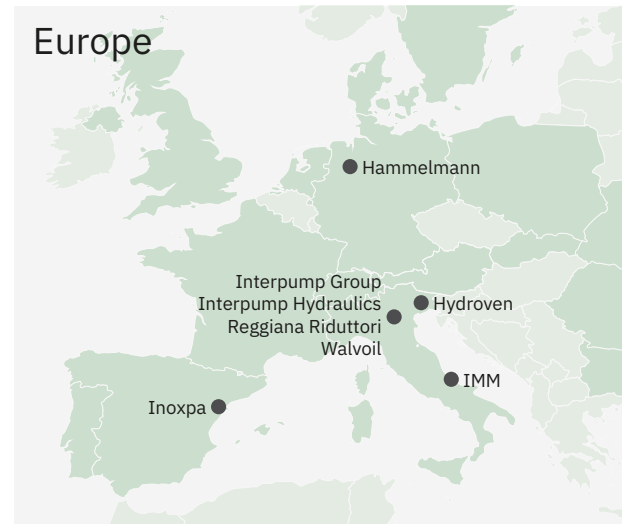 Europe
Hammelmann
Interpump Group
Interpump Hydraulics
Hydroven
Reggiana Riduttori
Walvoil
IMM
Inoxpa